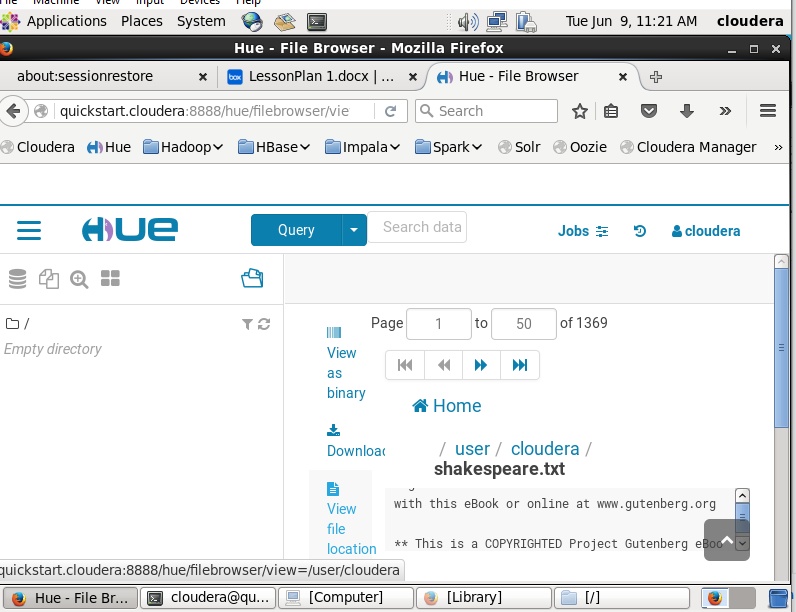 File Machine View Input Devices Help
Applications Places System Tue Jun 9, 11:21 AM cloudera
Hue - File Browser - Mozilla Firefox
about:sessionrestore
LessonPlan 1.docx | ...
Hue - File Browser
quickstart.cloudera:8888/hue/filebrowser/vie
Search
Cloudera Hue Hadoop HBase Impala Spark Solr Oozie Cloudera Manager »
HUE
Query
Search data
Jobs
cloudera
/
Empty directory
Page 1 to 50 of 1369
View
as
binary
Download
View
file
location
Home
/ user / cloudera /
shakespeare.txt
with this eBook or online at www.gutenberg.org
** This is a COPYRIGHTED Project Gutenberg eBoo
quickstart.cloudera:8888/hue/filebrowser/view=/user/cloudera
Hue - File Browser - ...
cloudera@qu...
[Computer]
[Library]
[/]